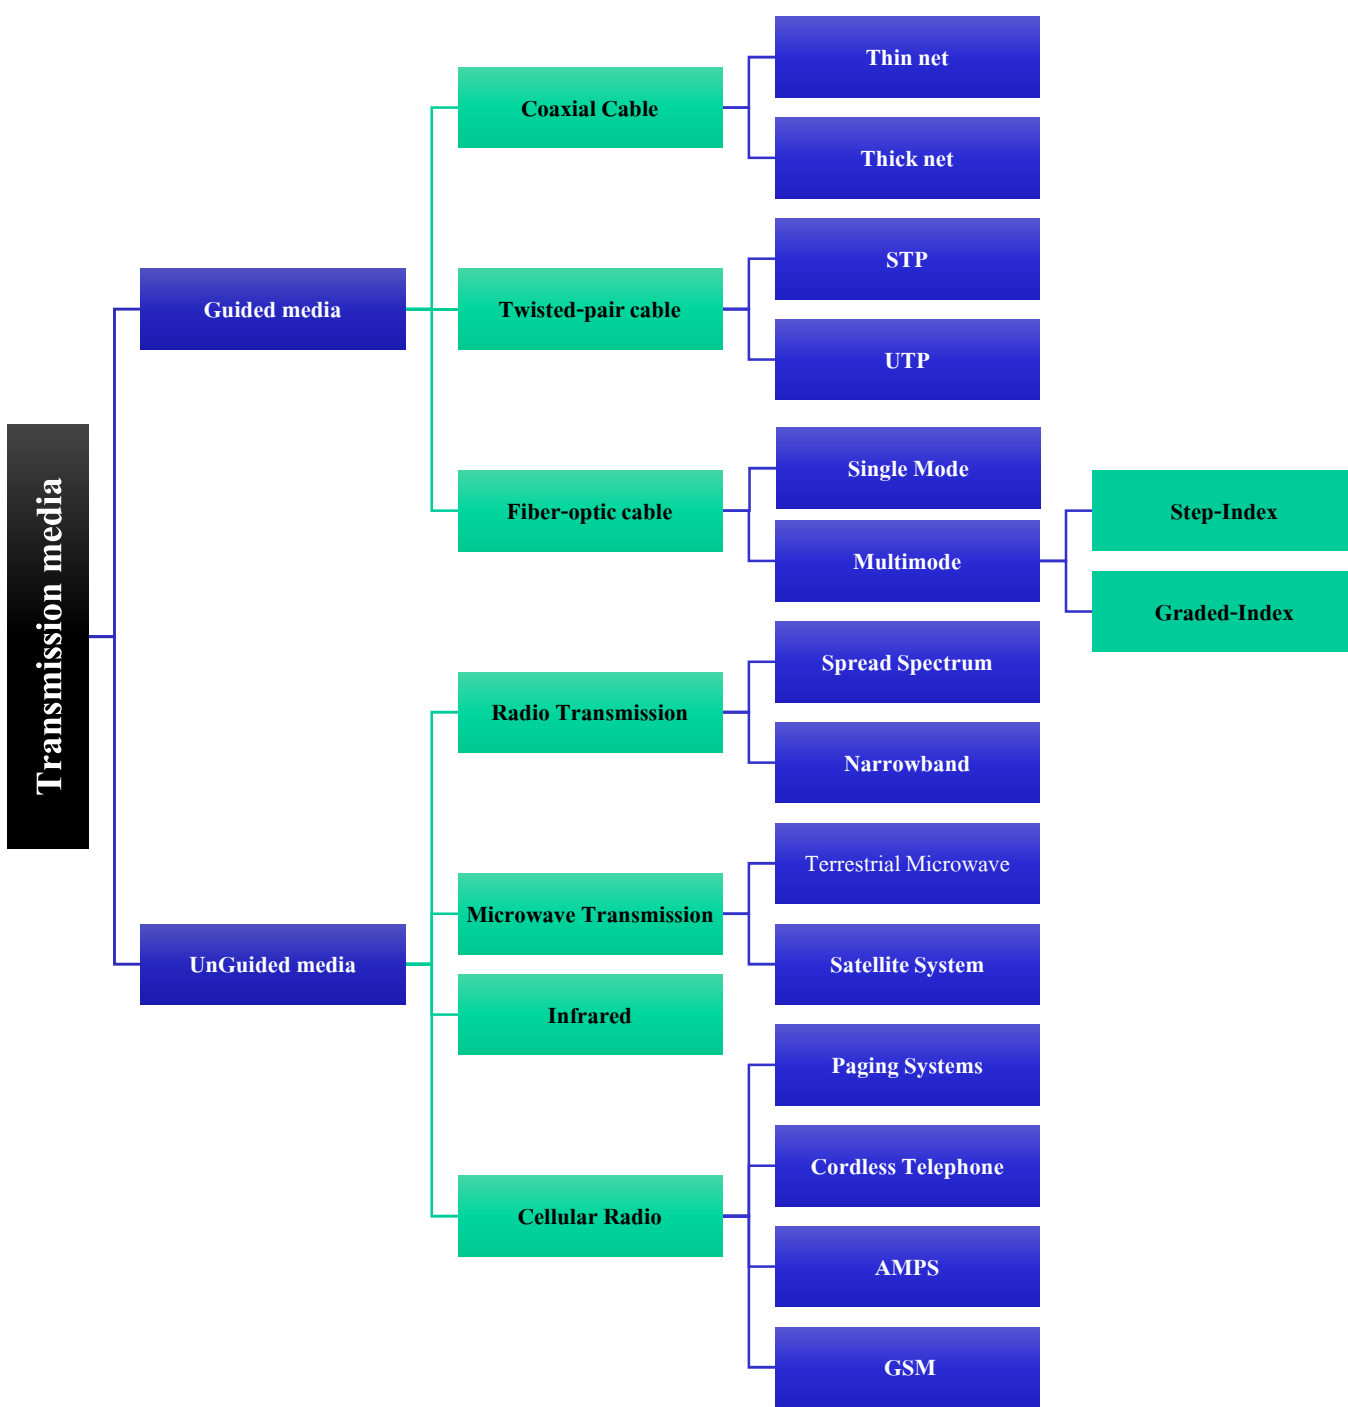 Transmission media
Guided media
Coaxial Cable
Thin net
Thick net
Twisted-pair cable
STP
UTP
Fiber-optic cable
Single Mode
Multimode
Step-Index
Graded-Index
UnGuided media
Radio Transmission
Spread Spectrum
Narrowband
Microwave Transmission
Terrestrial Microwave
Satellite System
Infrared
Cellular Radio
Paging Systems
Cordless Telephone
AMPS
GSM